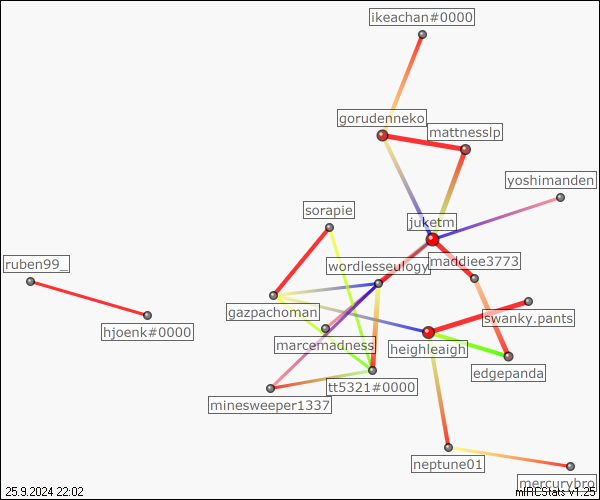 ikeachan#0000
gorudenneko
mattnesslp
yoshimanden
sorapie
juketm
ruben99_
wordlesseulogy
maddiee3773
gazpachoman
swanky.pants
hjoenk#0000
marcemadness
heighleaigh
edgepanda
tt5321#0000
minesweeper1337
neptune01
mercurybro
25.9.2024 22:02
mIRCStats v1.25